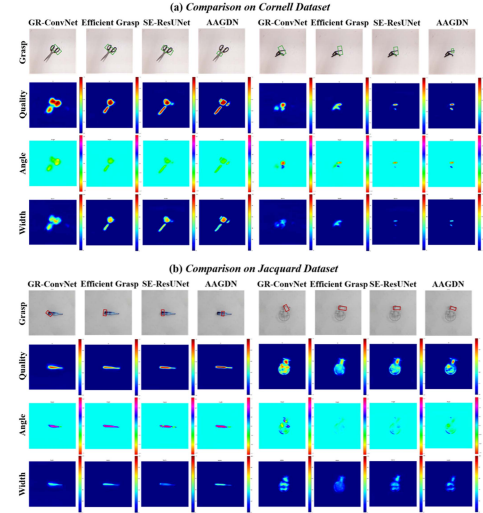 (a) Comparison on Cornell Dataset
GR-ConvNet Efficient Grasp SE-ResUNet AAGDN GR-ConvNet Efficient Grasp SE-ResUNet AAGDN
Grasp
Quality
Angle
Width
(b) Comparison on Jacquard Dataset
GR-ConvNet Efficient Grasp SE-ResUNet AAGDN GR-ConvNet Efficient Grasp SE-ResUNet AAGDN
Grasp
Quality
Angle
Width